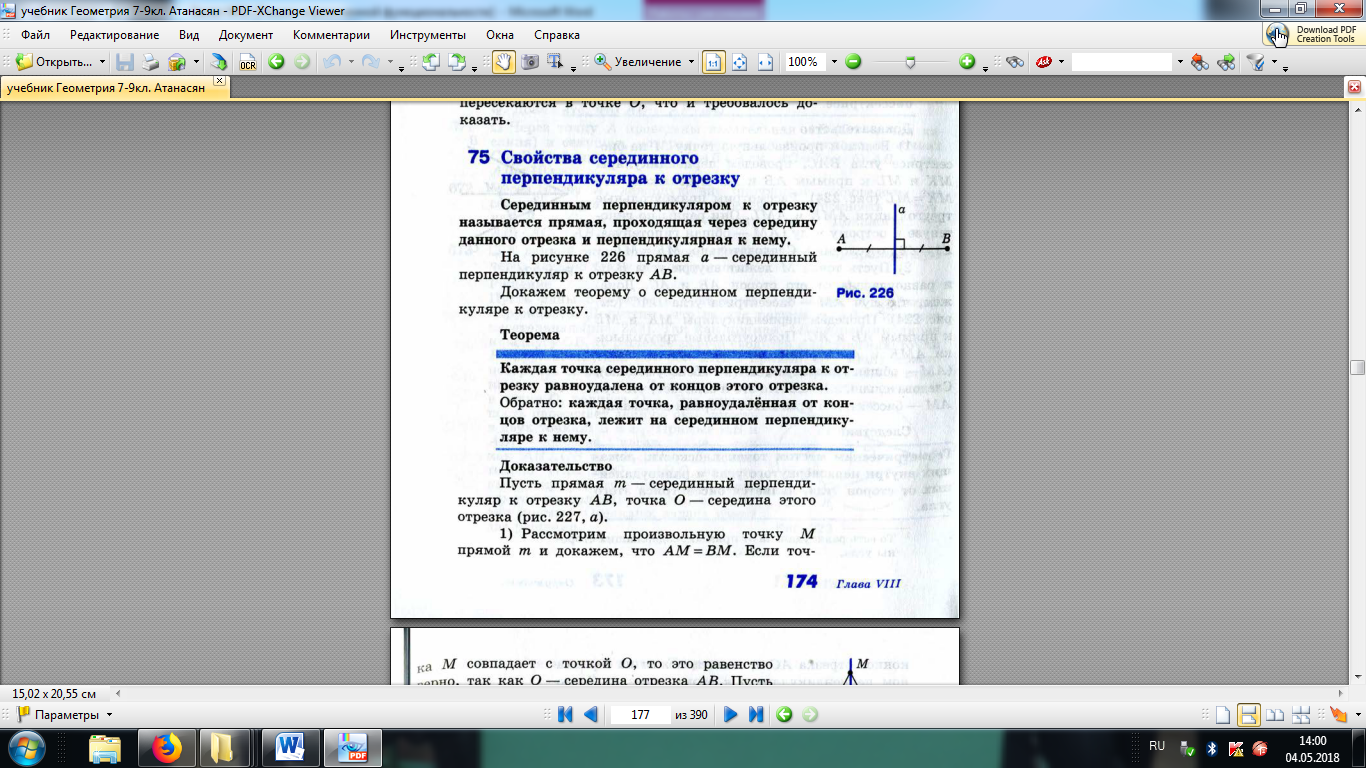 учебник Геометрия 7-9кл. Атанасян - PDF-XChange Viewer
Download PDF
Creation Tools
Файл Редактирование Вид Документ Комментарии Инструменты Окна Справка
Открыть... OCR Увеличение 100%
учебник Геометрия 7-9кл. Атанасян
пересекаются в точке O, что и требовалось до-
казать.
75 Свойства серединного
перпендикуляра к отрезку
Серединным перпендикуляром к отрезку
называется прямая, проходящая через середину
данного отрезка и перпендикулярная к нему.
На рисунке 226 прямая a — серединный
перпендикуляр к отрезку AB.
Докажем теорему о серединном перпенди-
куляре к отрезку.
a
A B
Рис. 226
Теорема
Каждая точка серединного перпендикуляра к от-
резку равноудалена от концов этого отрезка.
Обратно: каждая точка, равноудалённая от кон-
цов отрезка, лежит на серединном перпендику-
ляре к нему.
Доказательство
Пусть прямая m — серединный перпенди-
куляр к отрезку AB, точка O — середина этого
отрезка (рис. 227, a).
1) Рассмотрим произвольную точку M
прямой m и докажем, что AM = BM. Если точ-
174 Глава VIII
ка M совпадает с точкой O, то это равенство
так как O — середина отрезка AB. Пусть
M
15,02 x 20,55 см
Параметры 177 из 390
RU 14:00
04.05.2018